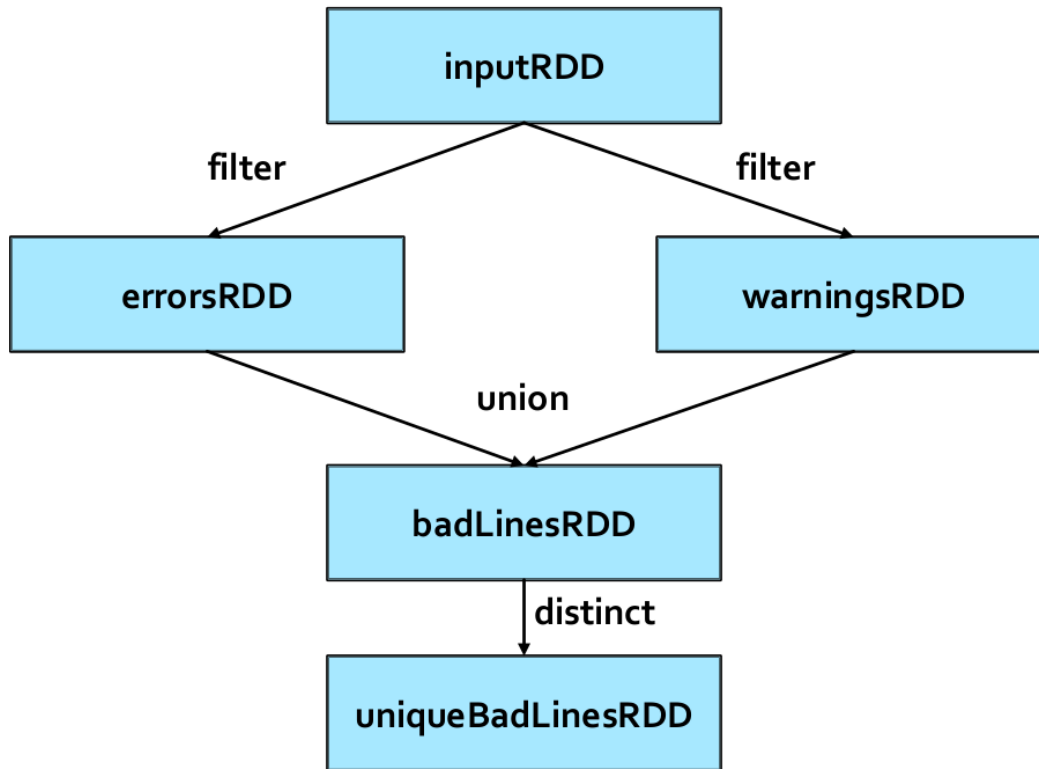 inputRDD
filter
filter
errorsRDD
warningsRDD
union
badLinesRDD
distinct
uniqueBadLinesRDD